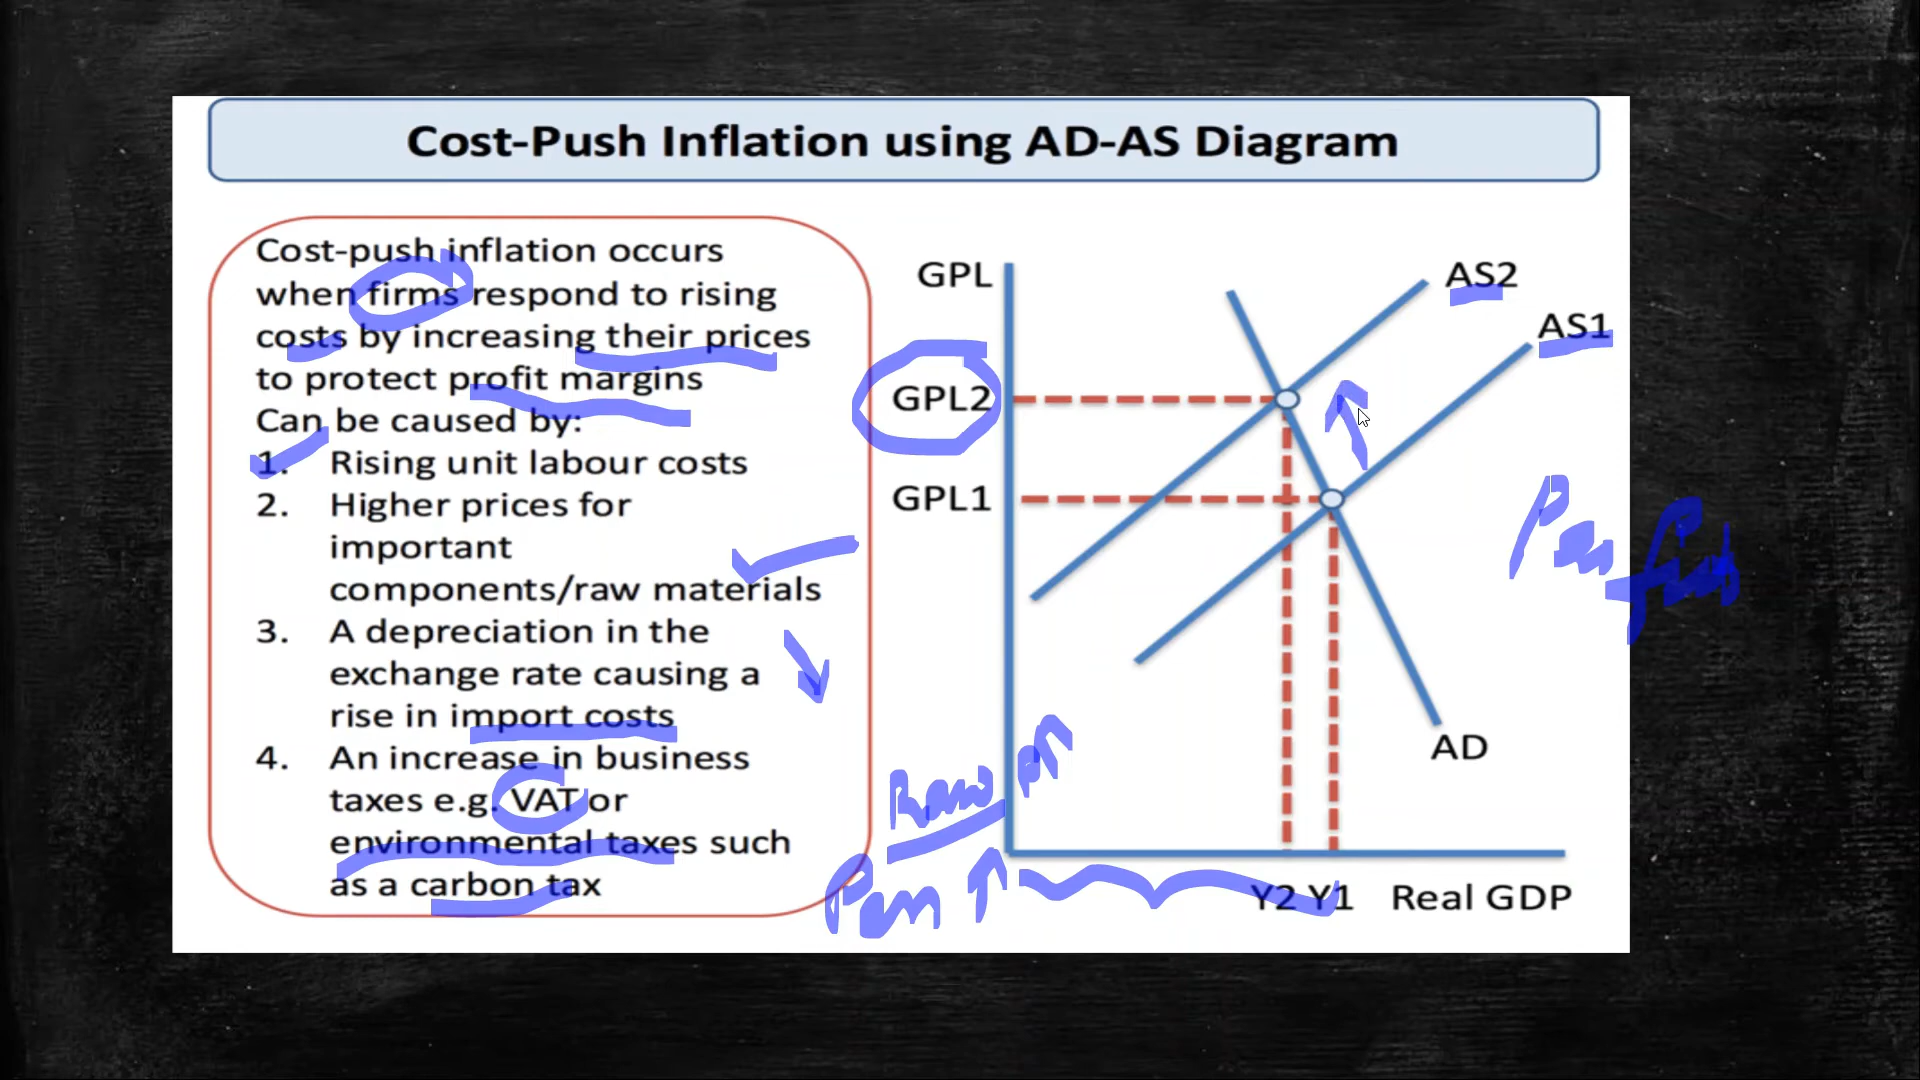 Cost-Push Inflation using AD-AS Diagram
Cost-push inflation occurs
when firms respond to rising
costs by increasing their prices
to protect profit margins
Can be caused by:
1. Rising unit labour costs
2. Higher prices for
important
components/raw materials
3. A depreciation in the
exchange rate causing a
rise in import costs
4. An increase in business
taxes e.g. VAT or
environmental taxes such
as a carbon tax
GPL
AS2
AS1
GPL2
GPL1
AD
Y2 Y1 Real GDP
Pen
Raw
Pen